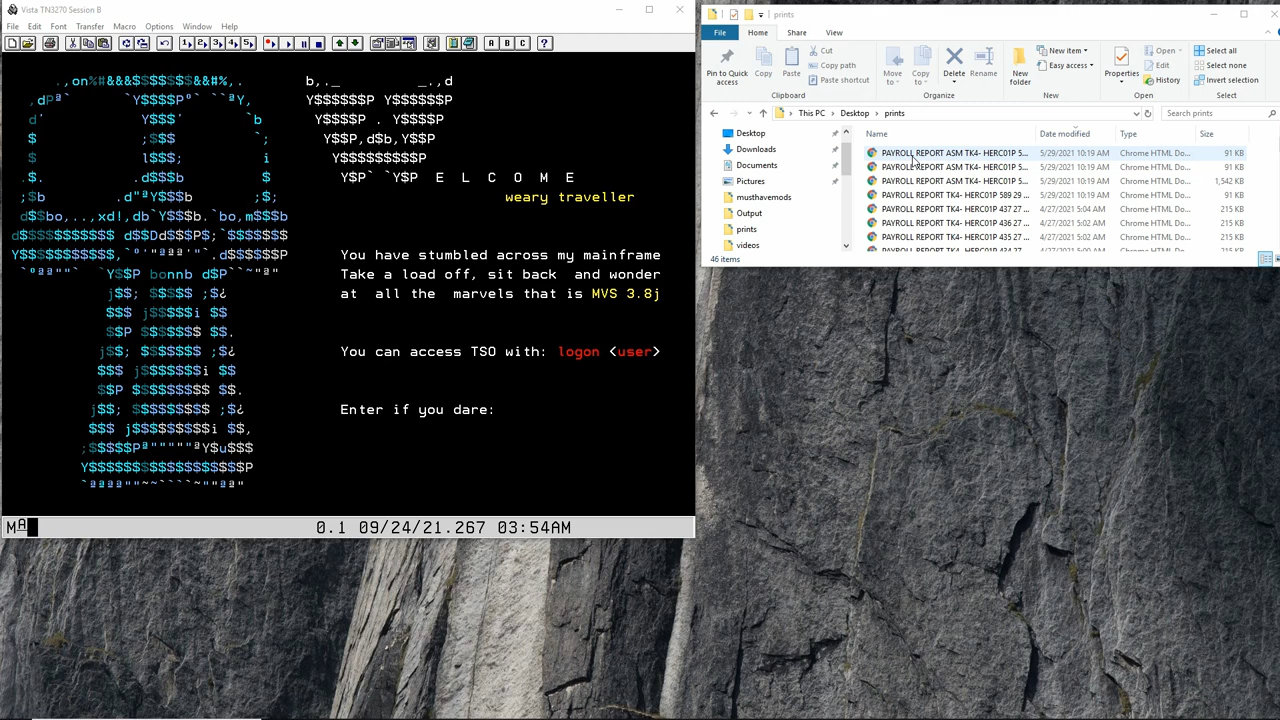 Vista TN3270 Session B
File Edit Font Transfer Macro Options Window Help
A B C ?
W E L C O M E
weary traveller
You have stumbled across my mainframe
Take a load off, sit back and wonder
at all the marvels that is MVS 3.8j
You can access TSO with: logon <user>
Enter if you dare:
MA 0.1 09/24/21.267 03:54AM
prints
File Home Share View
Pin to Quick access
Copy
Paste
Cut
Copy path
Paste shortcut
Clipboard
Move to
Copy to
Delete
Rename
Organize
New folder
New item
Easy access
New
Properties
Open
Edit
History
Open
Select all
Select none
Invert selection
Select
This PC > Desktop > prints
Search prints
Desktop
Downloads
Documents
Pictures
musthavemods
Output
prints
videos
Name Date modified Type Size
PAYROLL REPORT ASM TK4- HERC01P 5... 5/29/2021 10:19 AM Chrome HTML Do... 91 KB
PAYROLL REPORT ASM TK4- HERC01P 5... 5/29/2021 10:19 AM Chrome HTML Do... 91 KB
PAYROLL REPORT ASM TK4- HERC01P 5... 5/29/2021 10:19 AM Chrome HTML Do... 1,542 KB
PAYROLL REPORT TK4- HERC01P 589 29 ... 5/29/2021 10:19 AM Chrome HTML Do... 91 KB
PAYROLL REPORT TK4- HERC01P 437 27 ... 4/27/2021 5:04 AM Chrome HTML Do... 215 KB
PAYROLL REPORT TK4- HERC01P 436 27 ... 4/27/2021 5:02 AM Chrome HTML Do... 215 KB
PAYROLL REPORT TK4- HERC01P 435 27 ... 4/27/2021 5:02 AM Chrome HTML Do... 215 KB
46 items